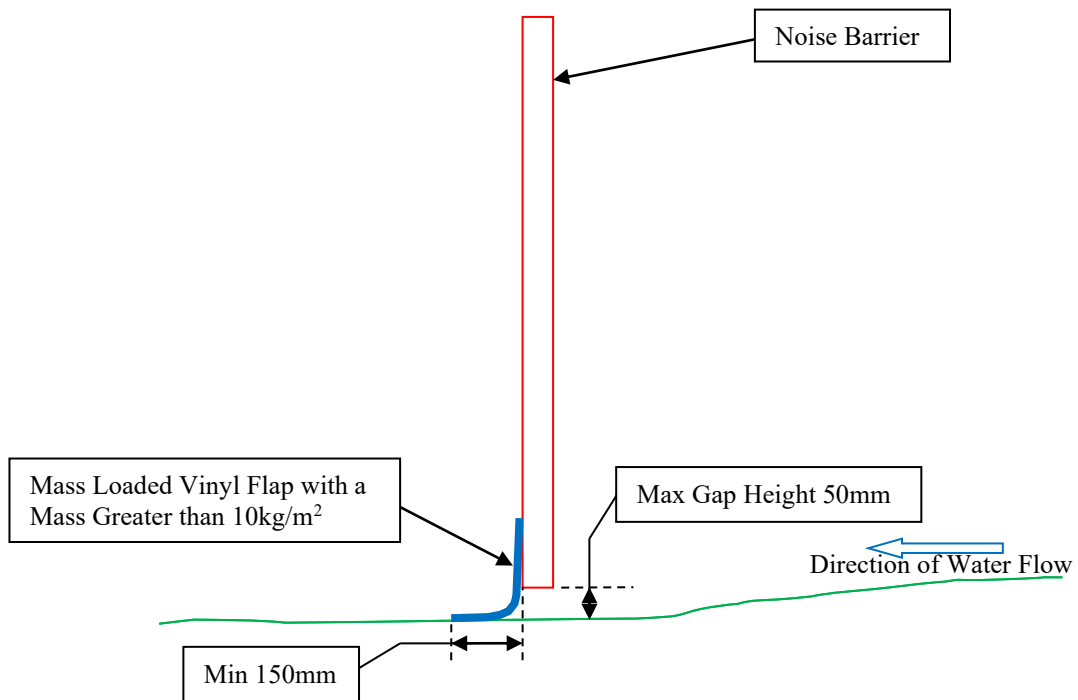 Noise Barrier
Mass Loaded Vinyl Flap with a
Mass Greater than 10kg/m²
Max Gap Height 50mm
Direction of Water Flow
Min 150mm